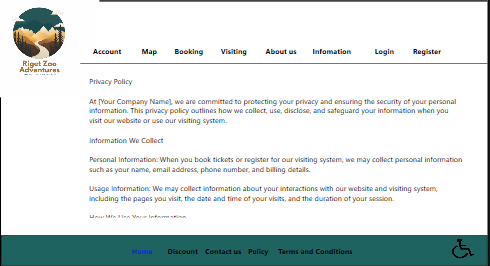 Riget Zoo
Adventures
Account Map Booking Visiting About us Infomation Login Register
Privacy Policy
At [Your Company Name], we are committed to protecting your privacy and ensuring the security of your personal
information. This privacy policy outlines how we collect, use, disclose, and safeguard your information when you
visit our website or use our visiting system.
Information We Collect
Personal Information: When you book tickets or register for our visiting system, we may collect personal information
such as your name, email address, phone number, and billing details.
Usage Information: We may collect information about your interactions with our website and visiting system,
including the pages you visit, the date and time of your visits, and the duration of your session.
How We Use Your Information
Home Discount Contact us Policy Terms and Conditions